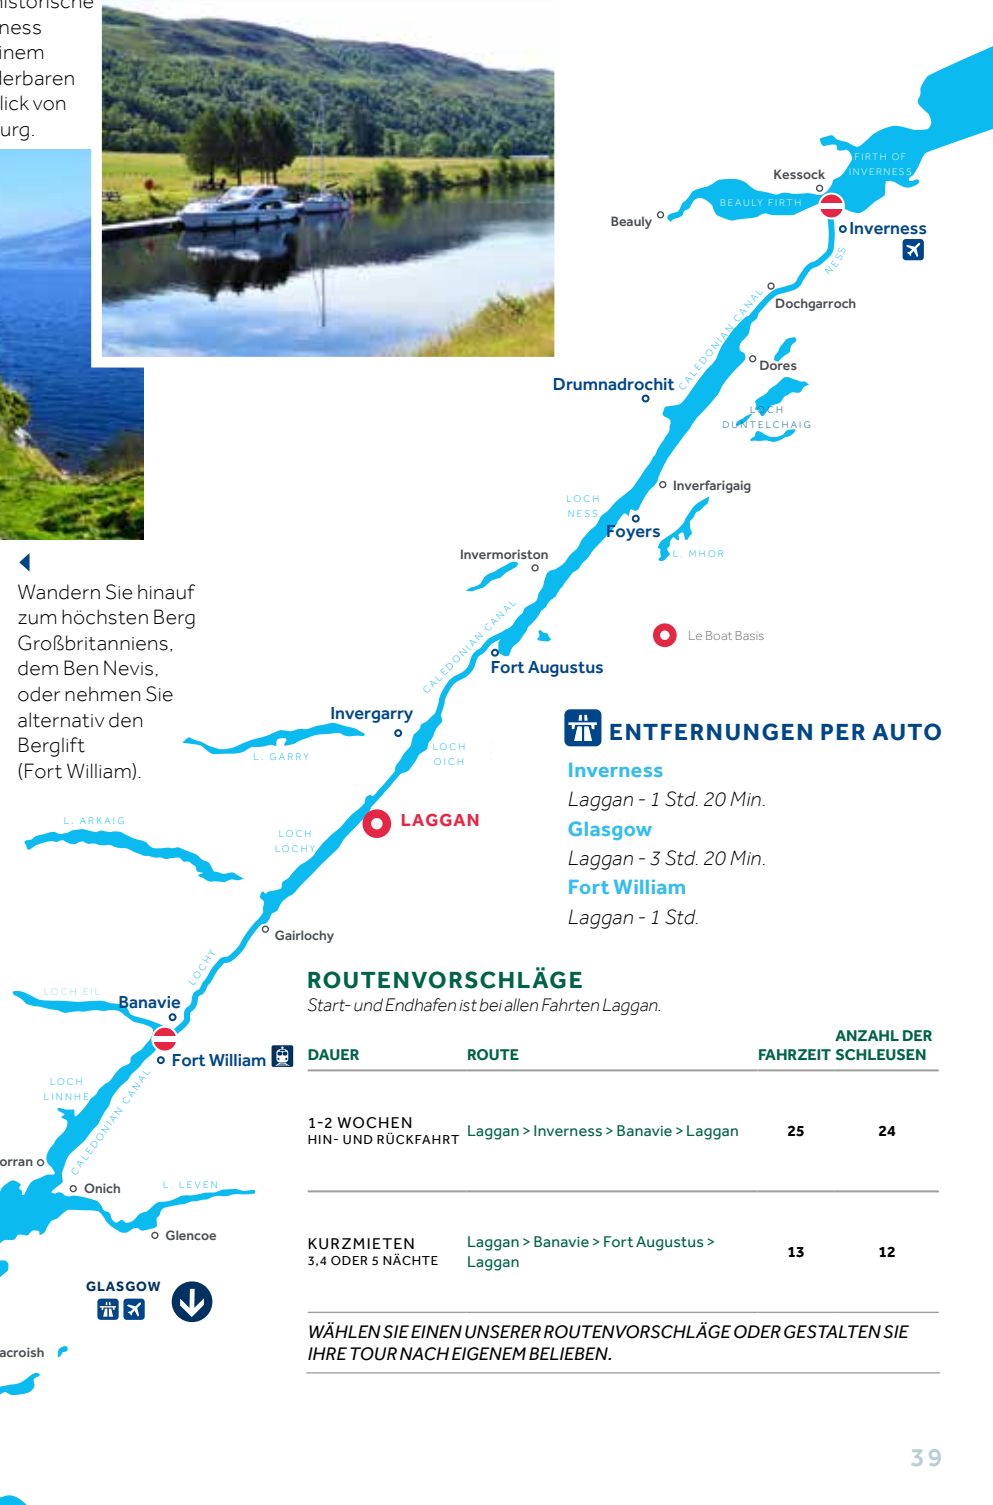 historische
ness
inem
derbaren
lick von
urg.
Wandern Sie hinauf
zum höchsten Berg
Großbritanniens,
dem Ben Nevis,
oder nehmen Sie
alternativ den
Berglift
(Fort William).
FIRTH OF
INVERNESS
Kessock
BEAULY FIRTH
Beauly
Inverness
NESS
CALEDONIAN CANAL
Dochgarroch
Dores
Drumnadrochit
LOCH
DUNTELCHAIG
Inverfarigaig
LOCH
NESS
Foyers
L. MHOR
Invermoriston
CALEDONIAN CANAL
Le Boat Basis
Fort Augustus
Invergarry
L. GARRY
LOCH
OICH
LAGGAN
L. ARKAIG
LOCH
LOCHY
Gairlochy
LOCHY
LOCH EIL
Banavie
Fort William
LOCH
LINNHE
CALEDONIAN CANAL
orran
Onich
L. LEVEN
Glencoe
GLASGOW
acroish
ENTFERNUNGEN PER AUTO
Inverness
Laggan - 1 Std. 20 Min.
Glasgow
Laggan - 3 Std. 20 Min.
Fort William
Laggan - 1 Std.
ROUTENVORSCHLÄGE
Start- und Endhafen ist bei allen Fahrten Laggan.
DAUER ROUTE FAHRZEIT ANZAHL DER
SCHLEUSEN
1-2 WOCHEN
HIN- UND RÜCKFAHRT Laggan > Inverness > Banavie > Laggan 25 24
KURZMIETEN
3,4 ODER 5 NÄCHTE
Laggan > Banavie > Fort Augustus >
Laggan
13 12
WÄHLEN SIE EINEN UNSERER ROUTENVORSCHLÄGE ODER GESTALTEN SIE
IHRE TOUR NACH EIGENEM BELIEBEN.
39